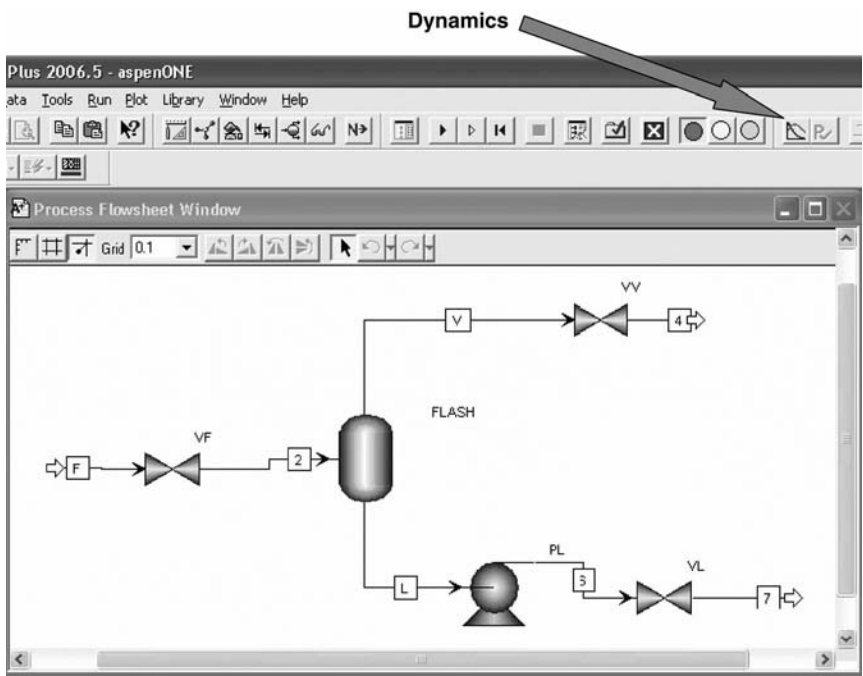 Dynamics
Plus 2006.5 - aspenONE
ata Tools Run Plot Library Window Help
N
Process Flowsheet Window
Grid 0.1
VV
V
4
FLASH
VF
F
2
PL
VL
L
7